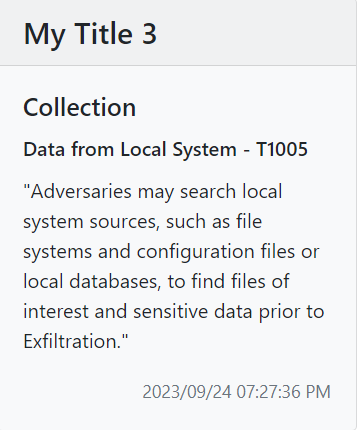 My Title 3
Collection
Data from Local System - T1005
"Adversaries may search local
system sources, such as file
systems and configuration files or
local databases, to find files of
interest and sensitive data prior to
Exfiltration."
2023/09/24 07:27:36 PM